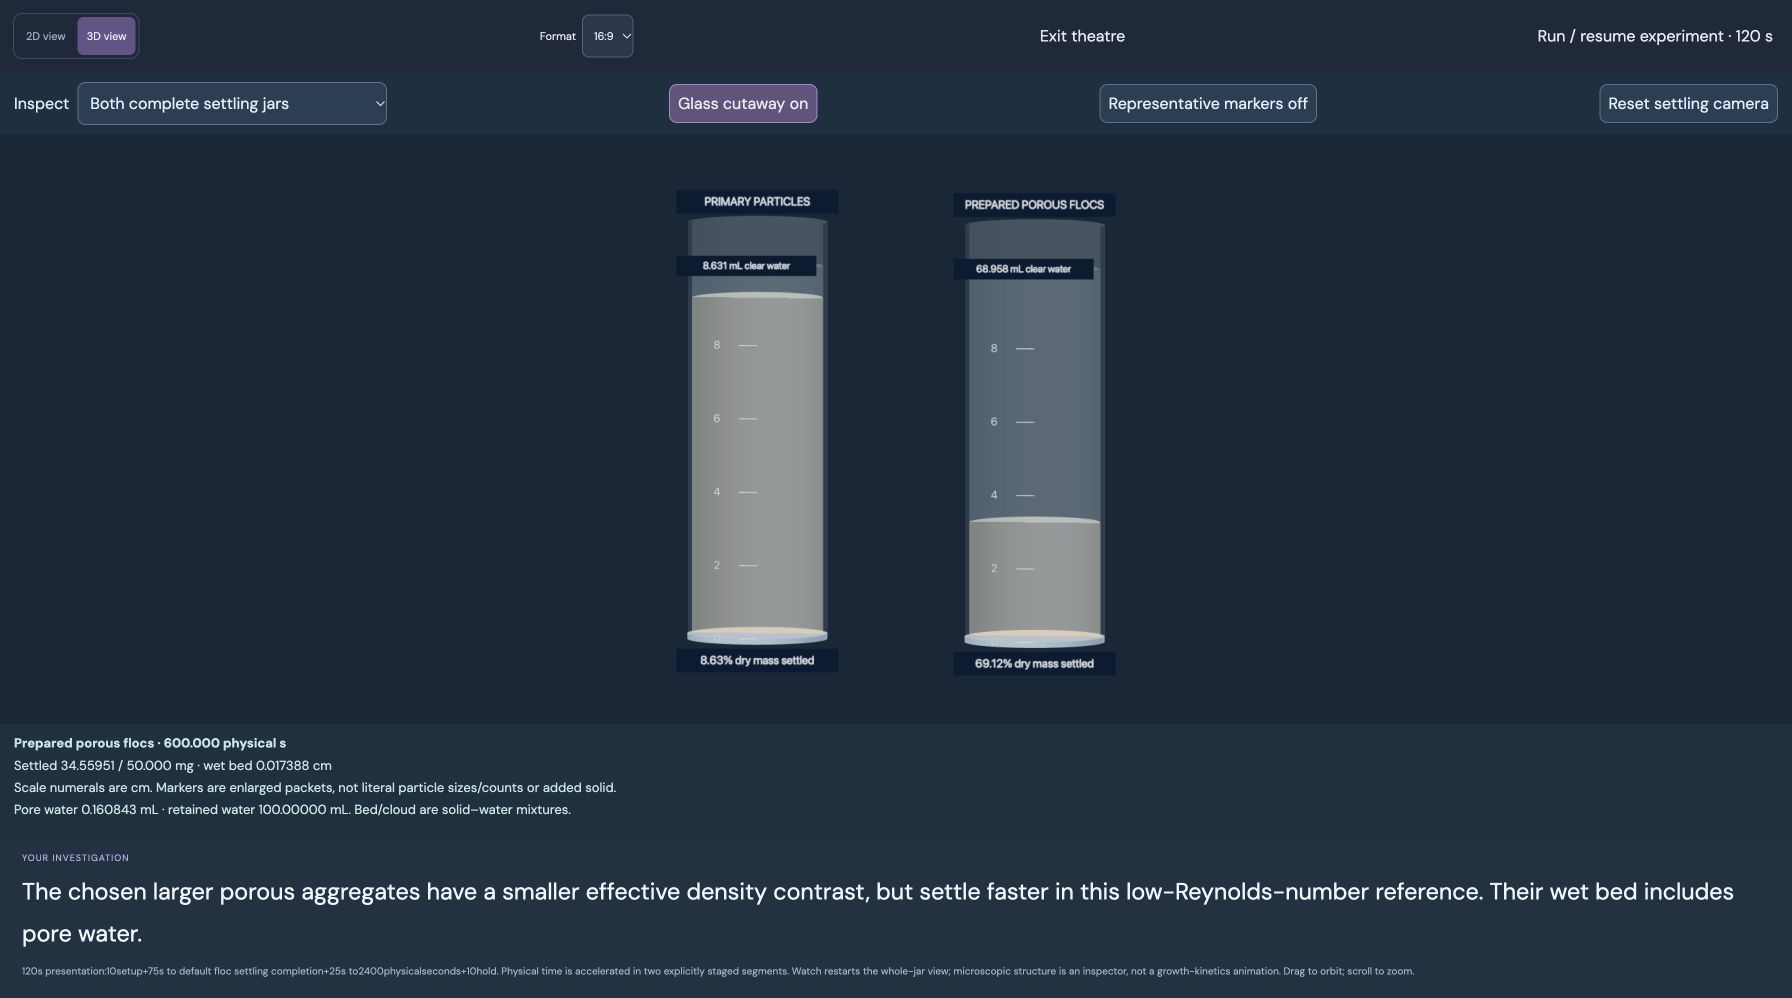 2D view 3D view Format 16:9 Exit theatre Run / resume experiment · 120 s
Inspect Both complete settling jars Glass cutaway on Representative markers off Reset settling camera
PRIMARY PARTICLES
8.631 mL clear water
8
6
4
2
0
8.63% dry mass settled
PREPARED POROUS FLOCS
68.958 mL clear water
8
6
4
2
0
69.12% dry mass settled
Prepared porous flocs · 600.000 physical s
Settled 34.55951 / 50.000 mg · wet bed 0.017388 cm
Scale numerals are cm. Markers are enlarged packets, not literal particle sizes/counts or added solid.
Pore water 0.160843 mL · retained water 100.00000 mL. Bed/cloud are solid–water mixtures.
YOUR INVESTIGATION
The chosen larger porous aggregates have a smaller effective density contrast, but settle faster in this low-Reynolds-number reference. Their wet bed includes
pore water.
120s presentation:10setup+75s to default floc settling completion+25s to2400physicalseconds+10hold. Physical time is accelerated in two explicitly staged segments. Watch restarts the whole-jar view; microscopic structure is an inspector, not a growth-kinetics animation. Drag to orbit; scroll to zoom.